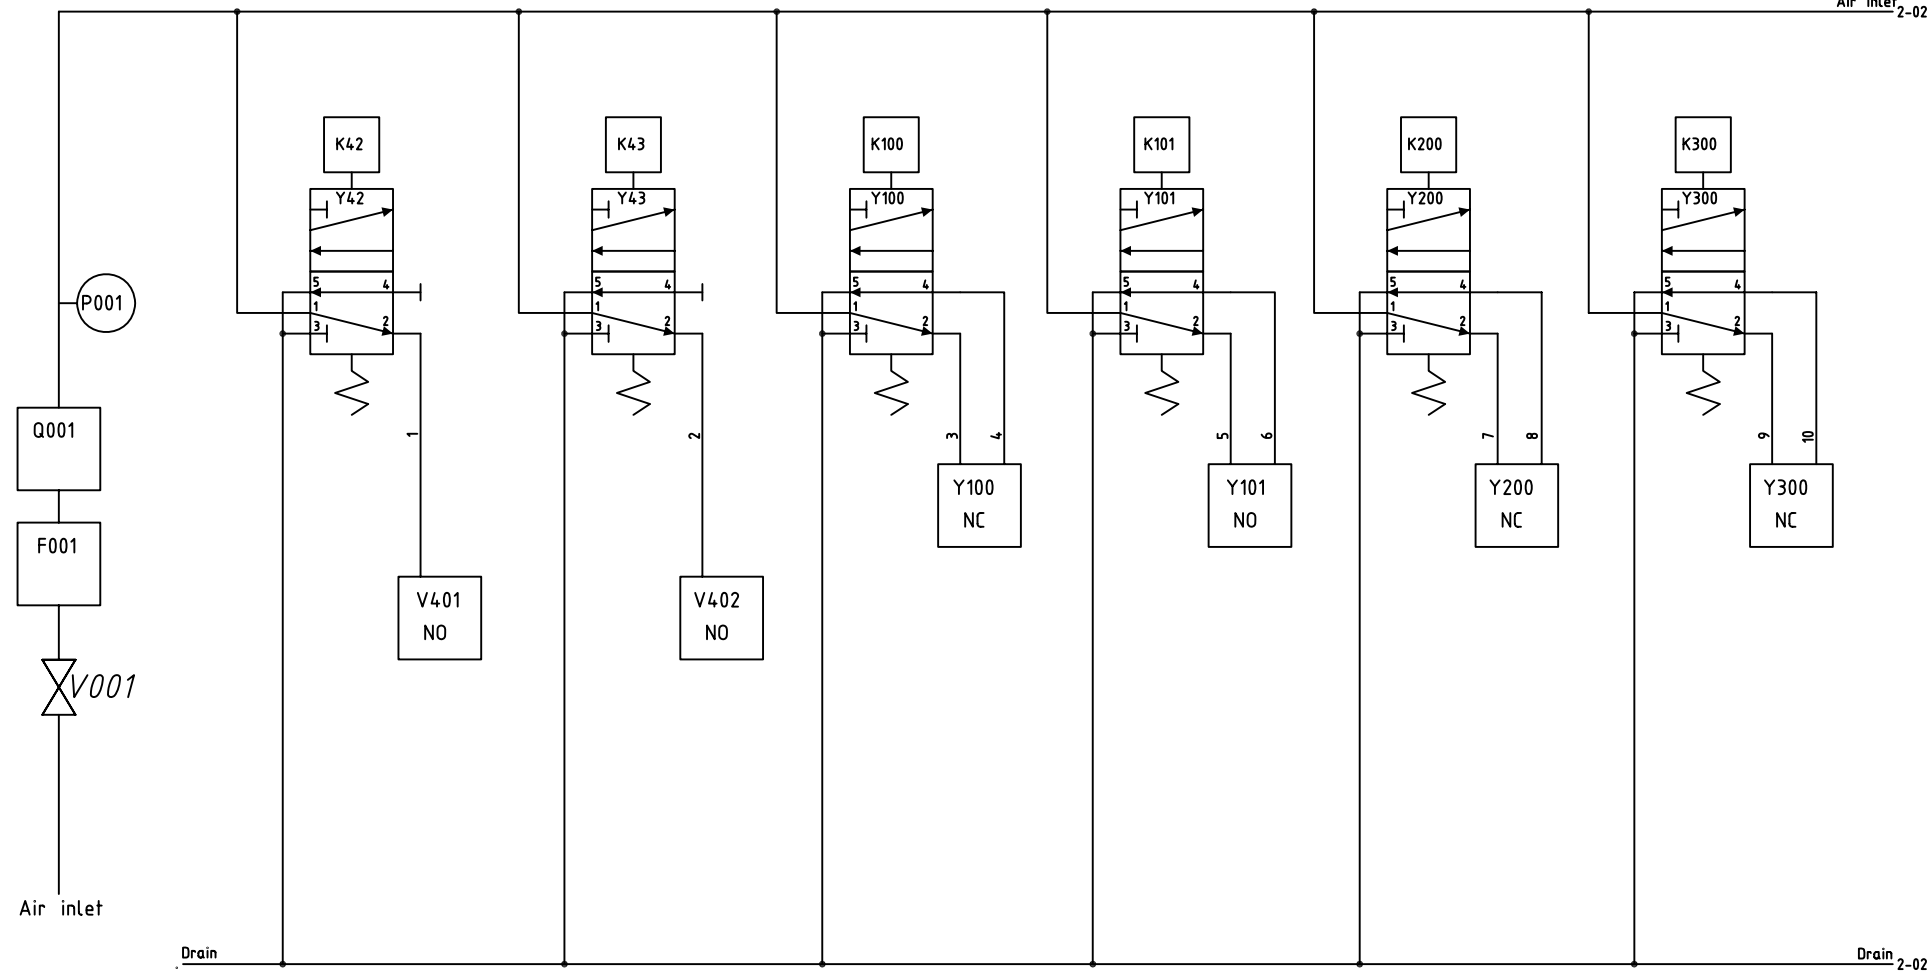 Air inlet
2-02
K42
K43
K100
K101
K200
K300
Y42
Y43
Y100
Y101
Y200
Y300
5 4
1
3 2
5 4
1
3 2
5 4
1
3 2
5 4
1
3 2
5 4
1
3 2
5 4
1
3 2
P001
Q001
1
2
3
4
5
6
7
8
9
10
F001
Y100
NC
Y101
NO
Y200
NC
Y300
NC
V401
NO
V402
NO
V001
Air inlet
Drain
Drain
2-02